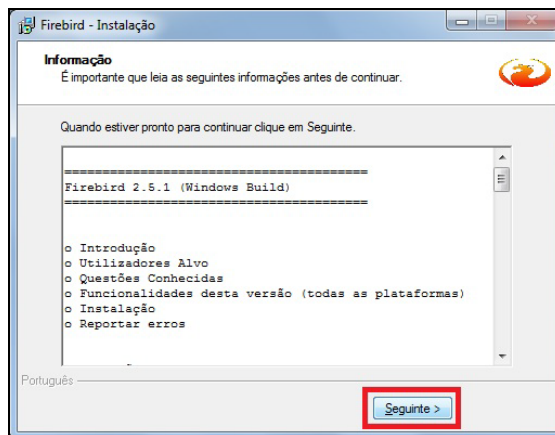 Firebird - Instalação
Informação
É importante que leia as seguintes informações antes de continuar.
Quando estiver pronto para continuar clique em Seguinte.
==========================================
Firebird 2.5.1 (Windows Build)
==========================================
o Introdução
o Utilizadores Alvo
o Questões Conhecidas
o Funcionalidades desta versão (todas as plataformas)
o Instalação
o Reportar erros
Português
Seguinte >